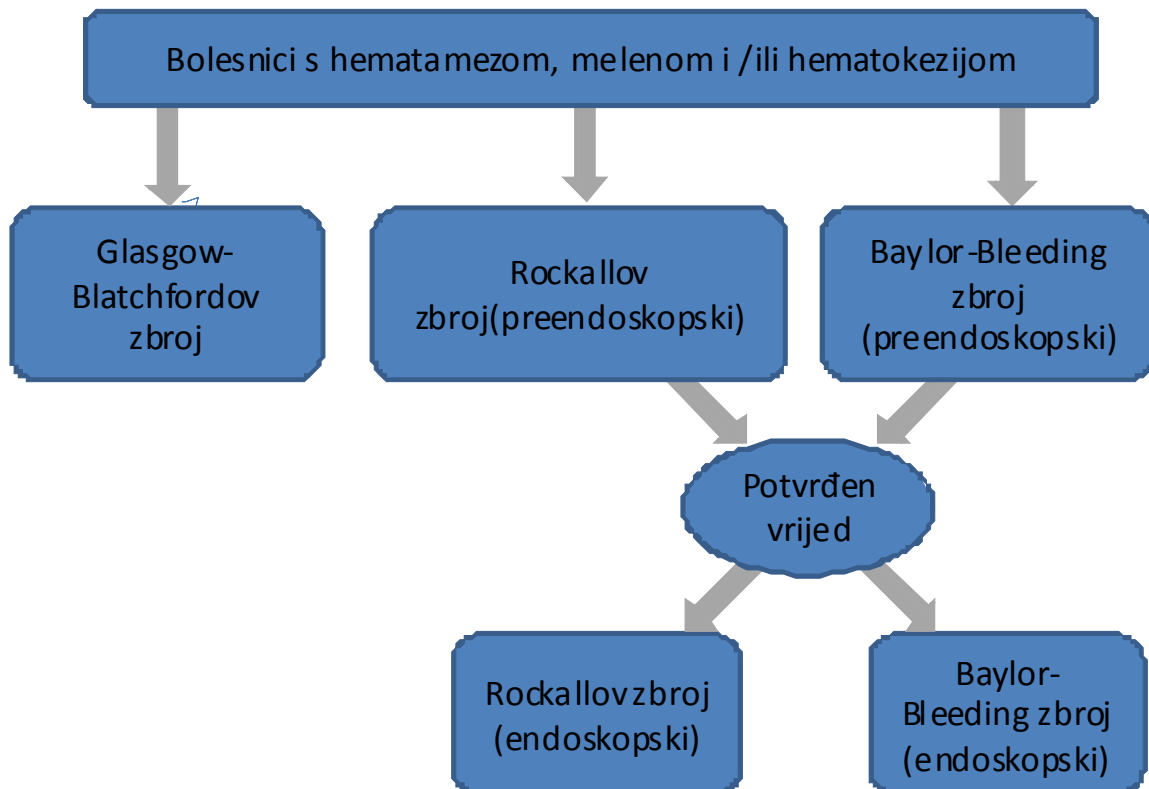 Bolesnici s hematamezom, melenom i /ili hematokezijom
Glasgow-
Blatchfordov
zbroj
Rockallov
zbroj(preendoskopski)
Baylor-Bleeding
zbroj
(preendoskopski)
Potvrđen
vrijed
Rockallov zbroj
(endoskopski)
Baylor-
Bleeding zbroj
(endoskopski)